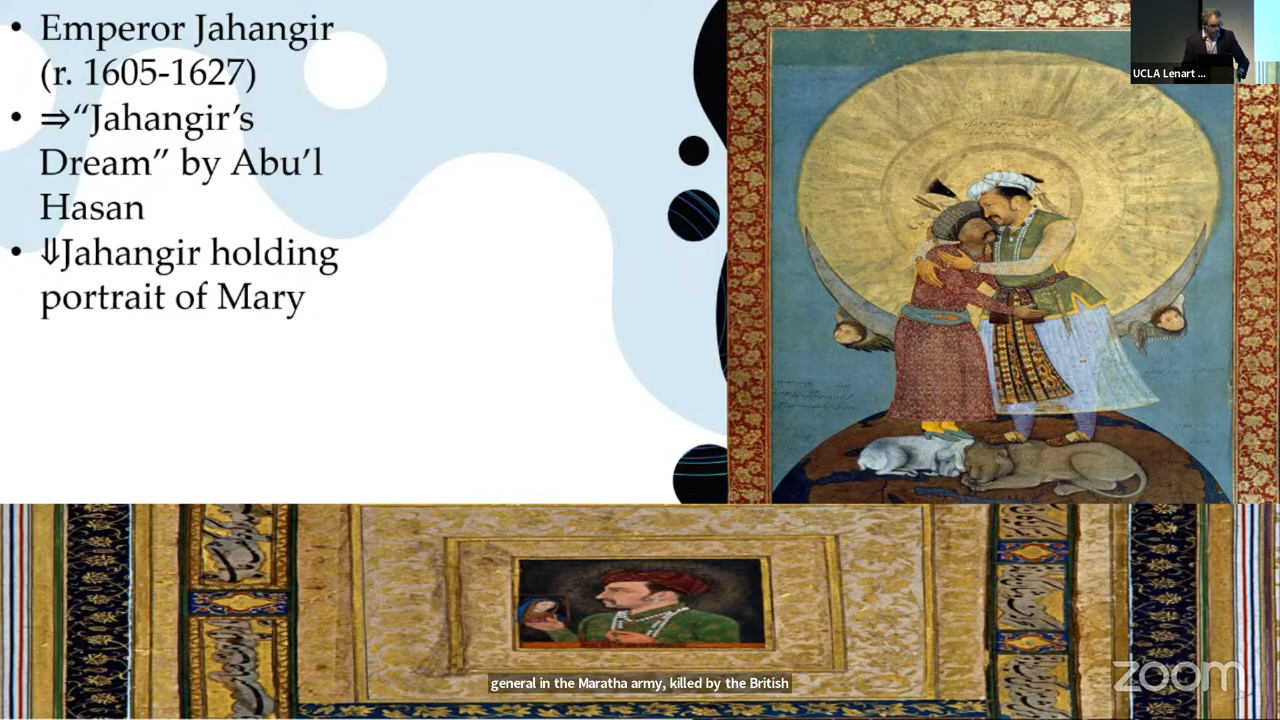 • Emperor Jahangir
(r. 1605-1627)
• ⇒“Jahangir’s
Dream” by Abu’l
Hasan
• ⇓Jahangir holding
portrait of Mary
UCLA Lenart ...
general in the Maratha army, killed by the British
zoom